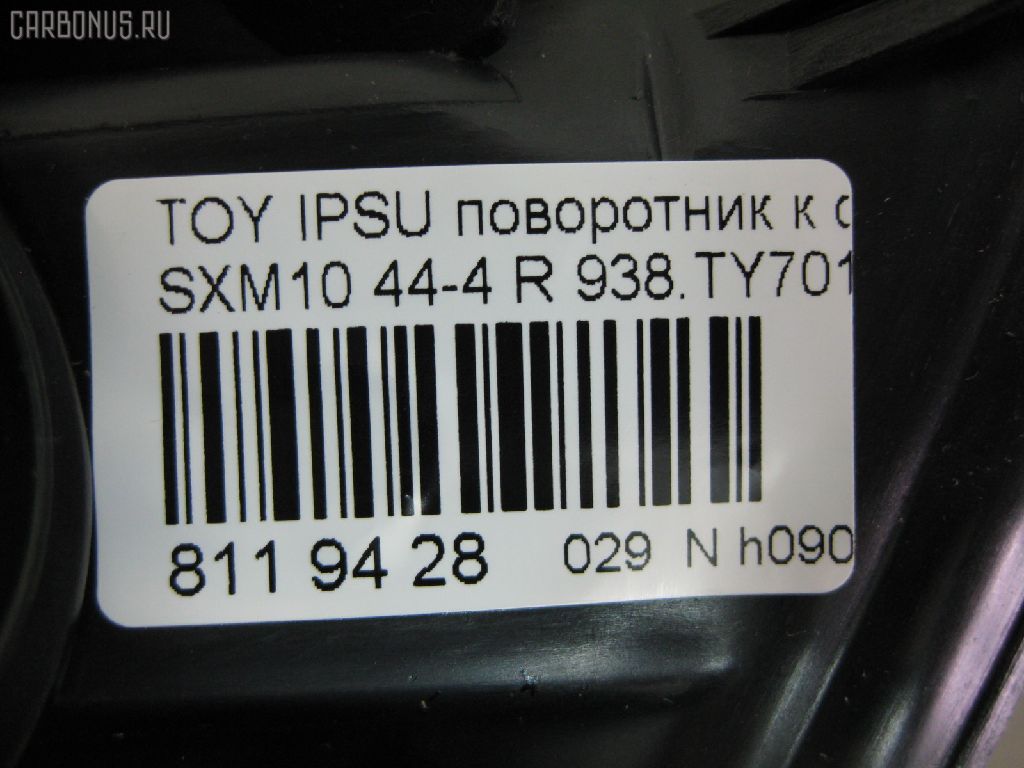 CARBONUS.RU
TOY IPSU поворотник к
SXM10 44-4 R 938.TY701
811 94 28 029 N h090